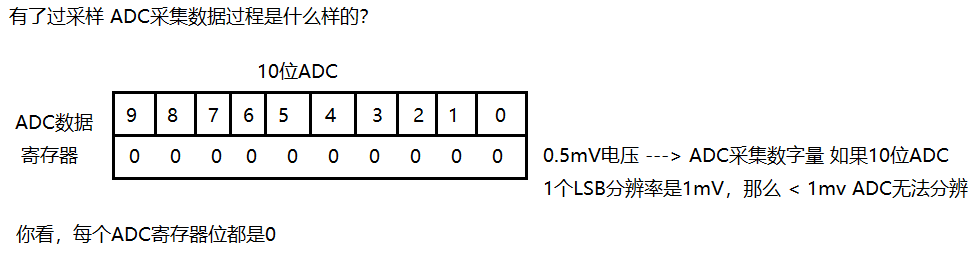 有了过采样 ADC采集数据过程是什么样的？
10位ADC
ADC数据
寄存器
9 8 7 6 5 4 3 2 1 0
0 0 0 0 0 0 0 0 0 0
0.5mV电压 ---> ADC采集数字量 如果10位ADC
1个LSB分辨率是1mV，那么 < 1mv ADC无法分辨
你看，每个ADC寄存器位都是0